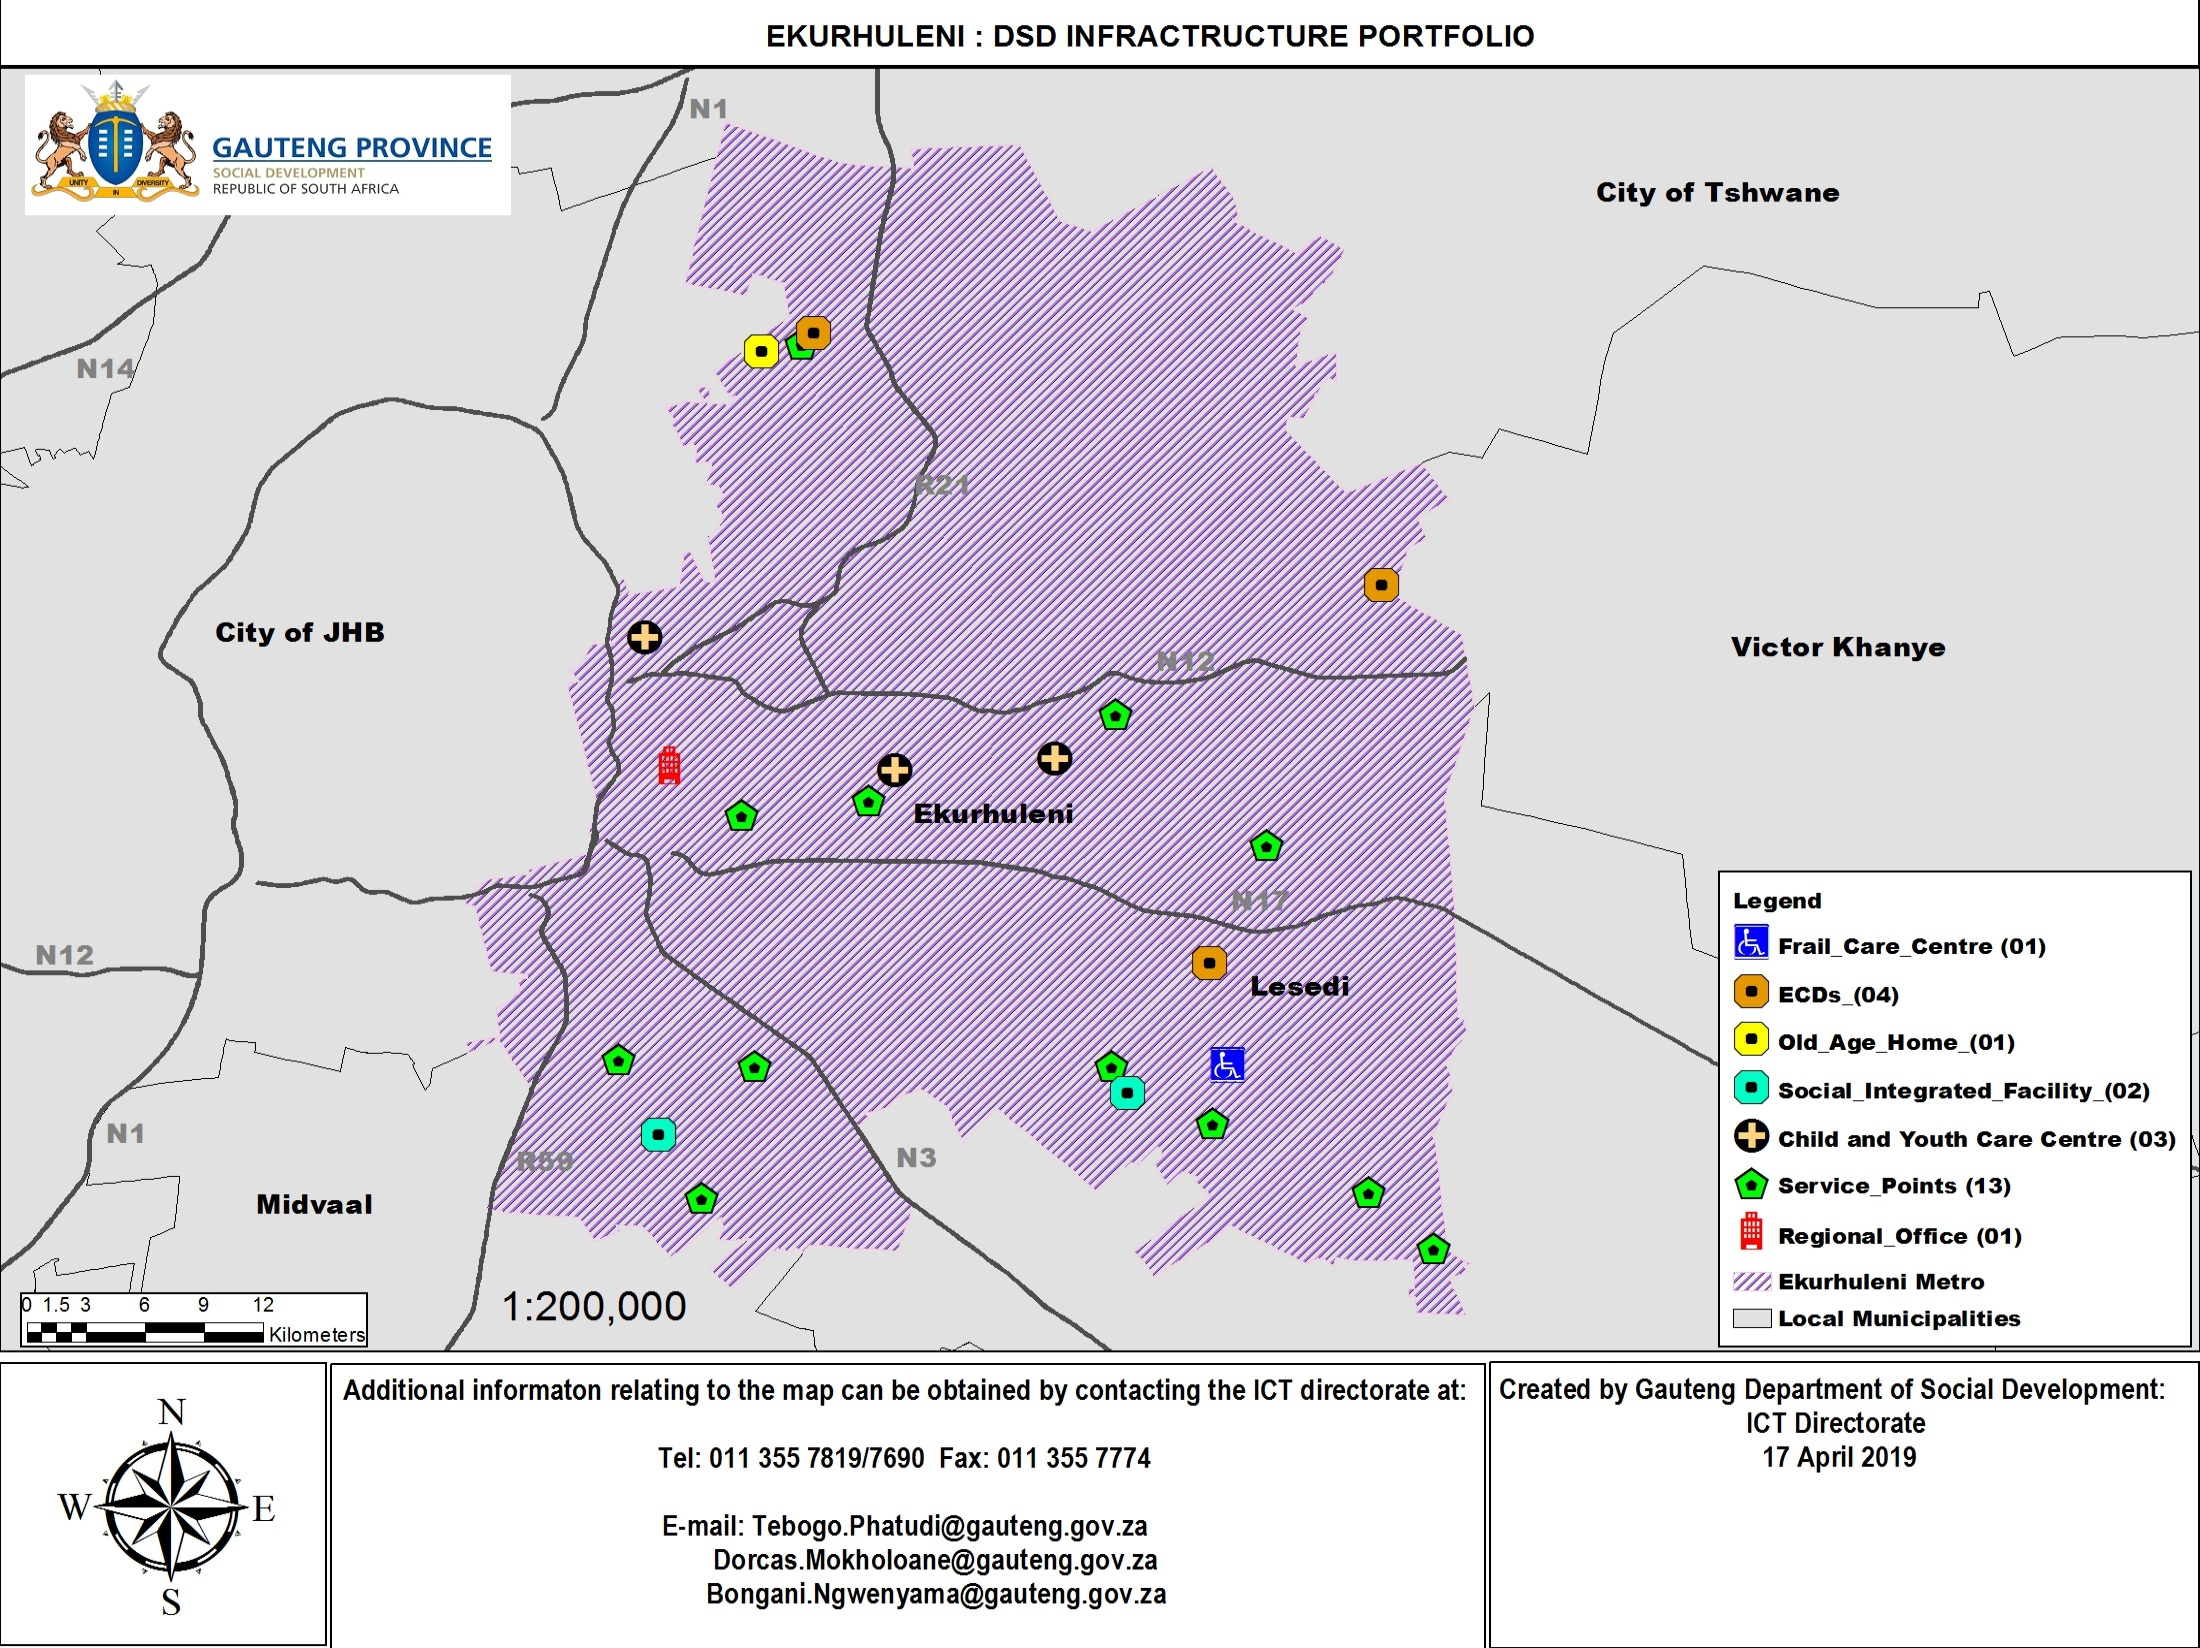 EKURHULENI : DSD INFRACTRUCTURE PORTFOLIO
GAUTENG PROVINCE
SOCIAL DEVELOPMENT
REPUBLIC OF SOUTH AFRICA
UNITY IN DIVERSITY
N1
City of Tshwane
N14
R21
City of JHB
Victor Khanye
N12
Ekurhuleni
N17
N12
Lesedi
N1
R59
N3
Midvaal
Legend
Frail_Care_Centre (01)
ECDs_(04)
Old_Age_Home_(01)
Social_Integrated_Facility_(02)
Child and Youth Care Centre (03)
Service_Points (13)
Regional_Office (01)
Ekurhuleni Metro
Local Municipalities
0 1.5 3 6 9 12
Kilometers
1:200,000
N
W E
S
Additional informaton relating to the map can be obtained by contacting the ICT directorate at:
Tel: 011 355 7819/7690 Fax: 011 355 7774
E-mail: Tebogo.Phatudi@gauteng.gov.za
Dorcas.Mokholoane@gauteng.gov.za
Bongani.Ngwenyama@gauteng.gov.za
Created by Gauteng Department of Social Development:
ICT Directorate
17 April 2019